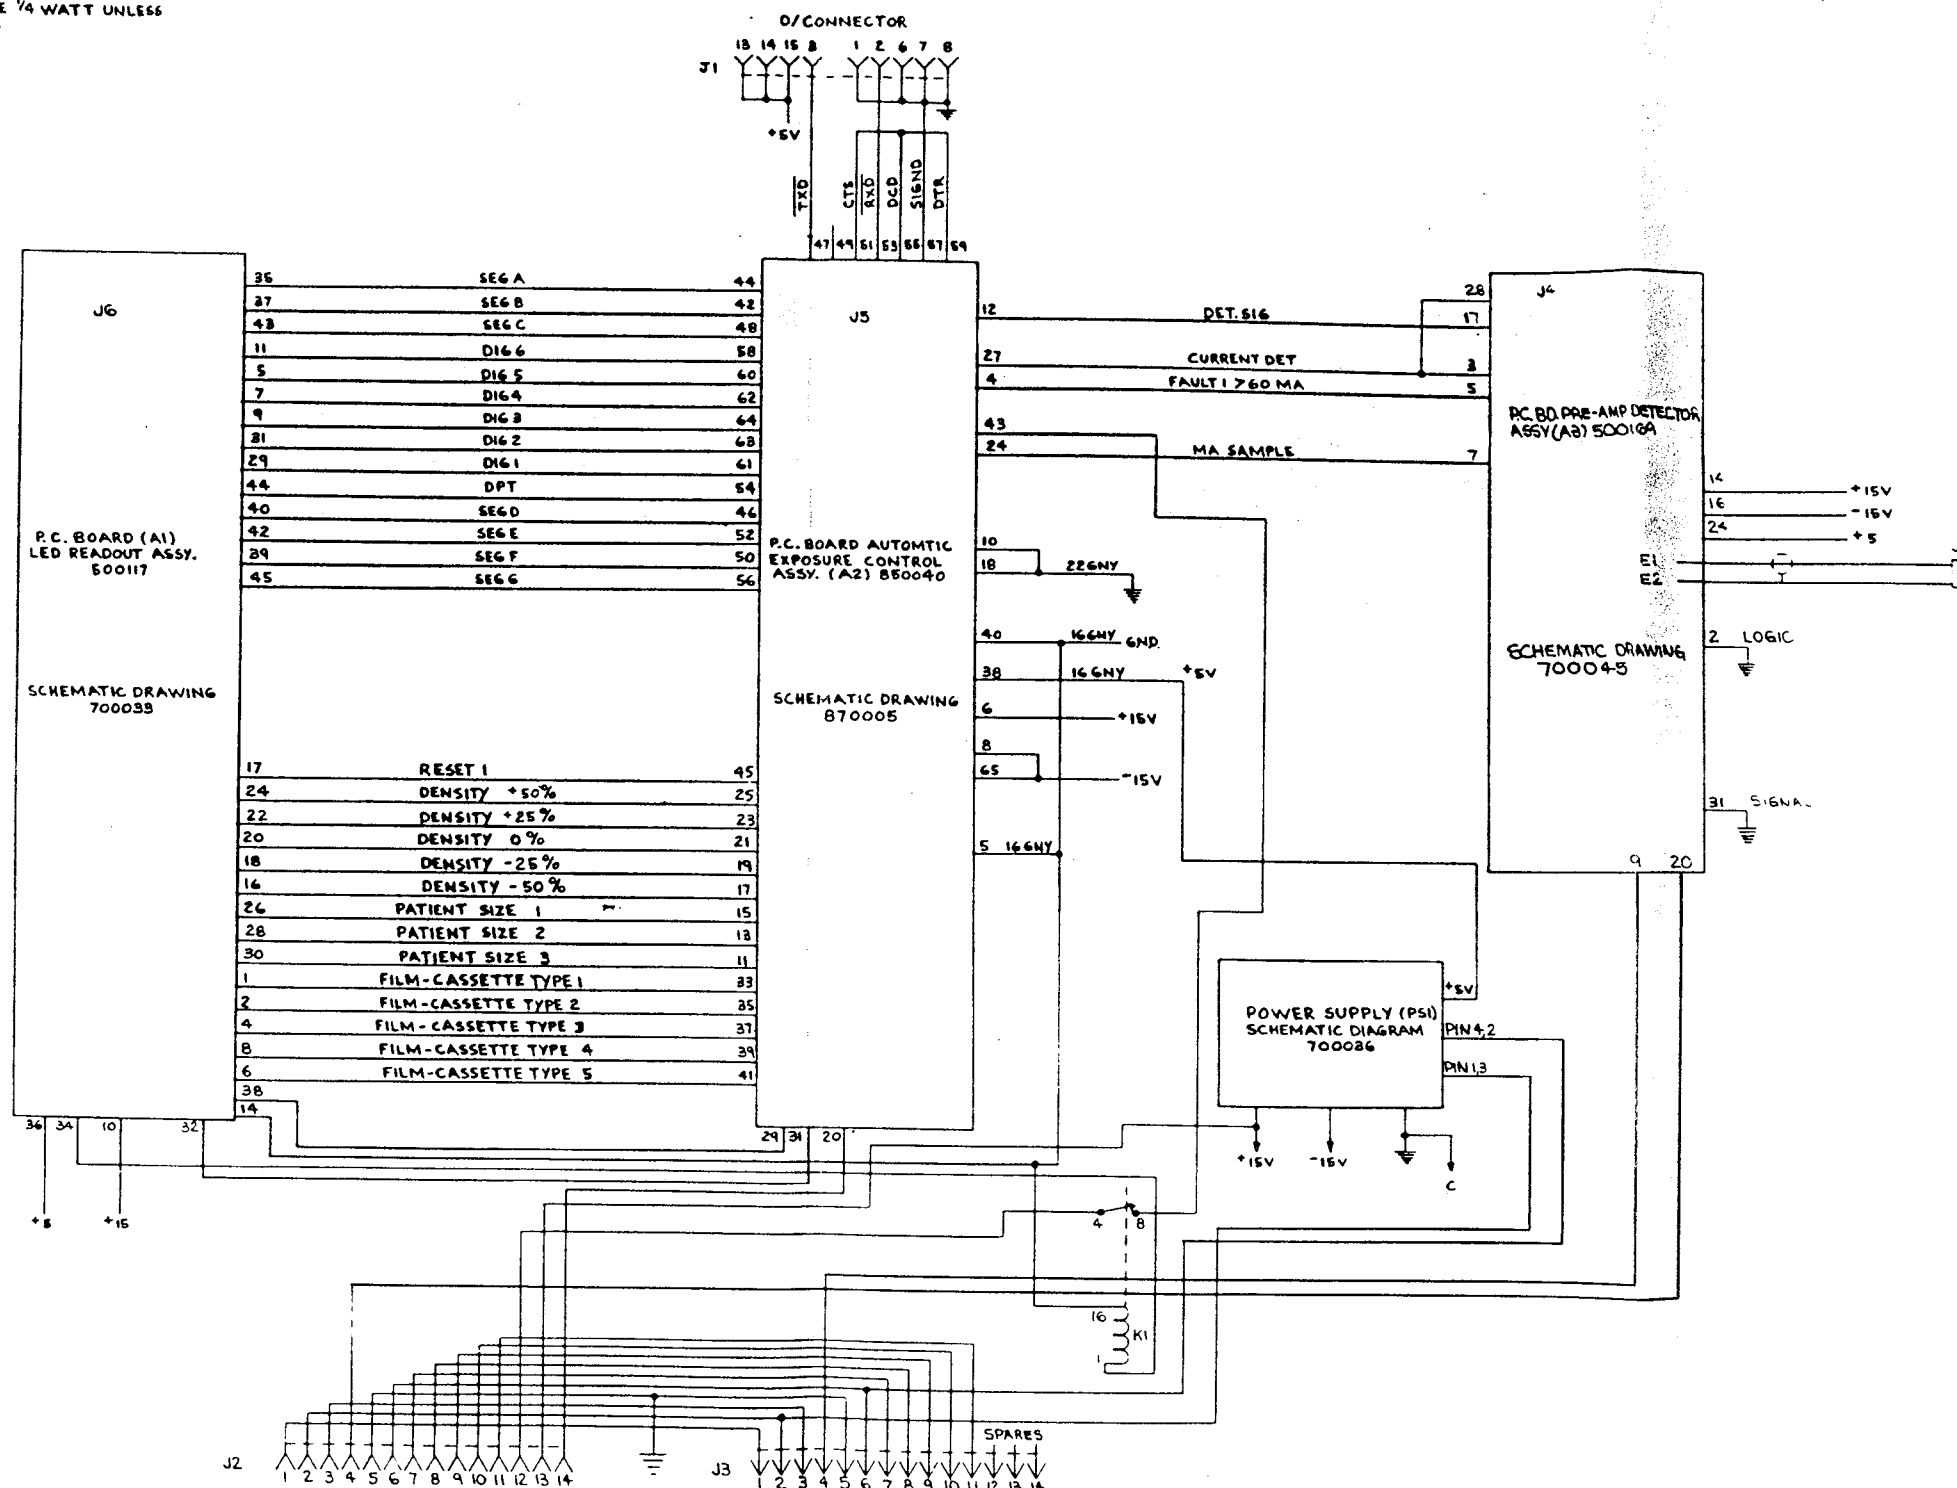 E 1/4 WATT UNLESS
D/CONNECTOR
J1
13 14 15 3 1 2 6 7 8
+5V
TXD CTS RXD DCD SIGND DTR
47 49 51 53 55 57 59
J6
P.C. BOARD (A1)
LED READOUT ASSY.
500117
SCHEMATIC DRAWING
700033
35 SEG A 44
37 SEG B 42
43 SEG C 48
11 DIG 6 58
5 DIG 5 60
7 DIG 4 62
9 DIG 3 64
31 DIG 2 63
29 DIG 1 61
44 DPT 54
40 SEG D 46
42 SEG E 52
39 SEG F 50
45 SEG G 56
17 RESET 1 45
24 DENSITY +50% 25
22 DENSITY +25% 23
20 DENSITY 0% 21
18 DENSITY -25% 19
16 DENSITY -50% 17
26 PATIENT SIZE 1 15
28 PATIENT SIZE 2 13
30 PATIENT SIZE 3 11
1 FILM-CASSETTE TYPE 1 33
2 FILM-CASSETTE TYPE 2 35
4 FILM-CASSETTE TYPE 3 37
8 FILM-CASSETTE TYPE 4 39
6 FILM-CASSETTE TYPE 5 41
38
14
36 34 10 32
+5 +15
J5
P.C. BOARD AUTOMTIC
EXPOSURE CONTROL
ASSY. (A2) 850040
SCHEMATIC DRAWING
870005
29 31 20
12 DET. SIG 17
28
27 CURRENT DET 3
4 FAULT I >60 MA 5
43
24 MA SAMPLE 7
10
18 22GNY
40 16GNY GND.
38 16GNY +5V
6 +15V
8
65 -15V
5 16GNY
J4
P.C. BD. PRE-AMP DETECTOR
ASSY (A3) 500169
SCHEMATIC DRAWING
700045
14 +15V
16 -15V
24 +5
E1
E2
2 LOGIC
31 SIGNAL
9 20
POWER SUPPLY (PS1)
SCHEMATIC DIAGRAM
700036
+5V
PIN 4,2
PIN 1,3
+15V -15V C
4 8
16
K1
1
SPARES
J2
1 2 3 4 5 6 7 8 9 10 11 12 13 14
J3
1 2 3 4 5 6 7 8 9 10 11 12 13 14